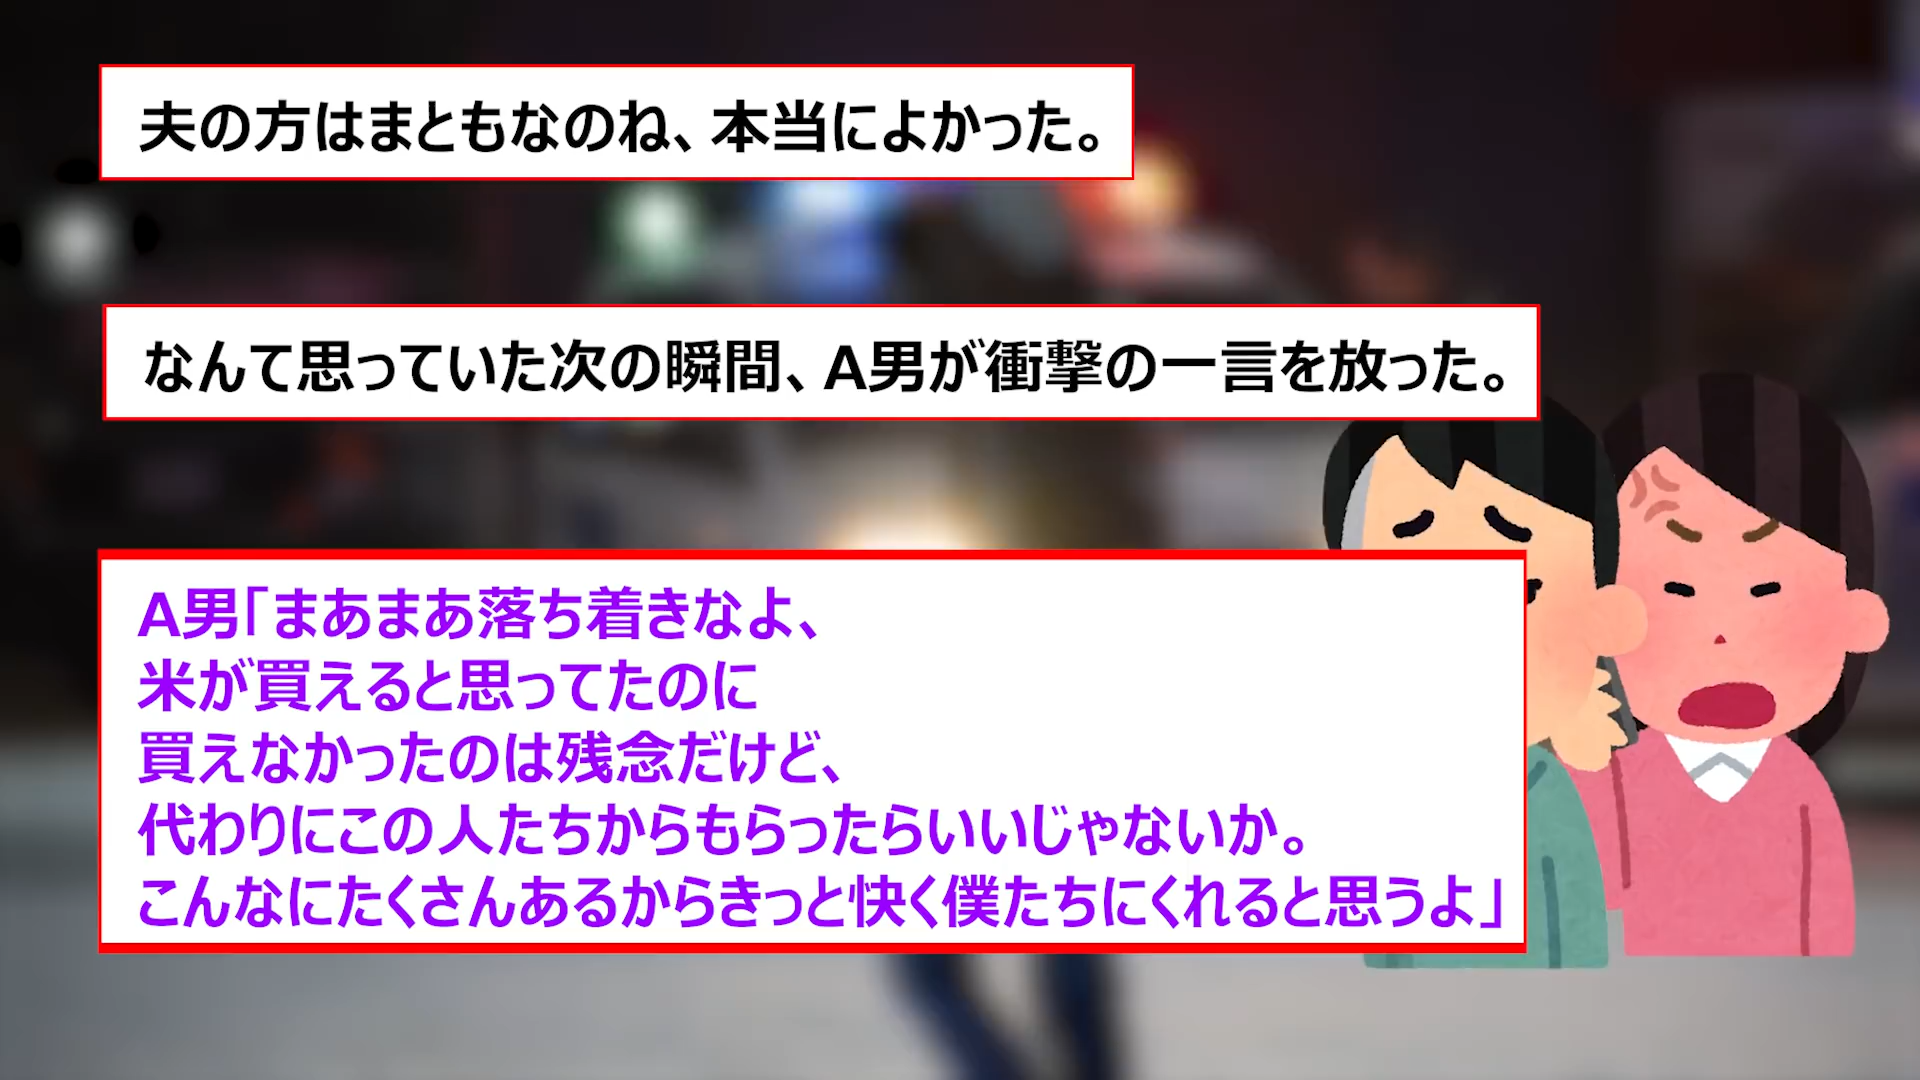 夫の方はまともなのね、本当によかった。
なんて思っていた次の瞬間、A男が衝撃の一言を放った。
A男「まあまあ落ち着きなよ、
米が買えると思ってたのに
買えなかったのは残念だけど、
代わりにこの人たちからもらったらいいじゃないか。
こんなにたくさんあるからきっと快く僕たちにくれると思うよ」